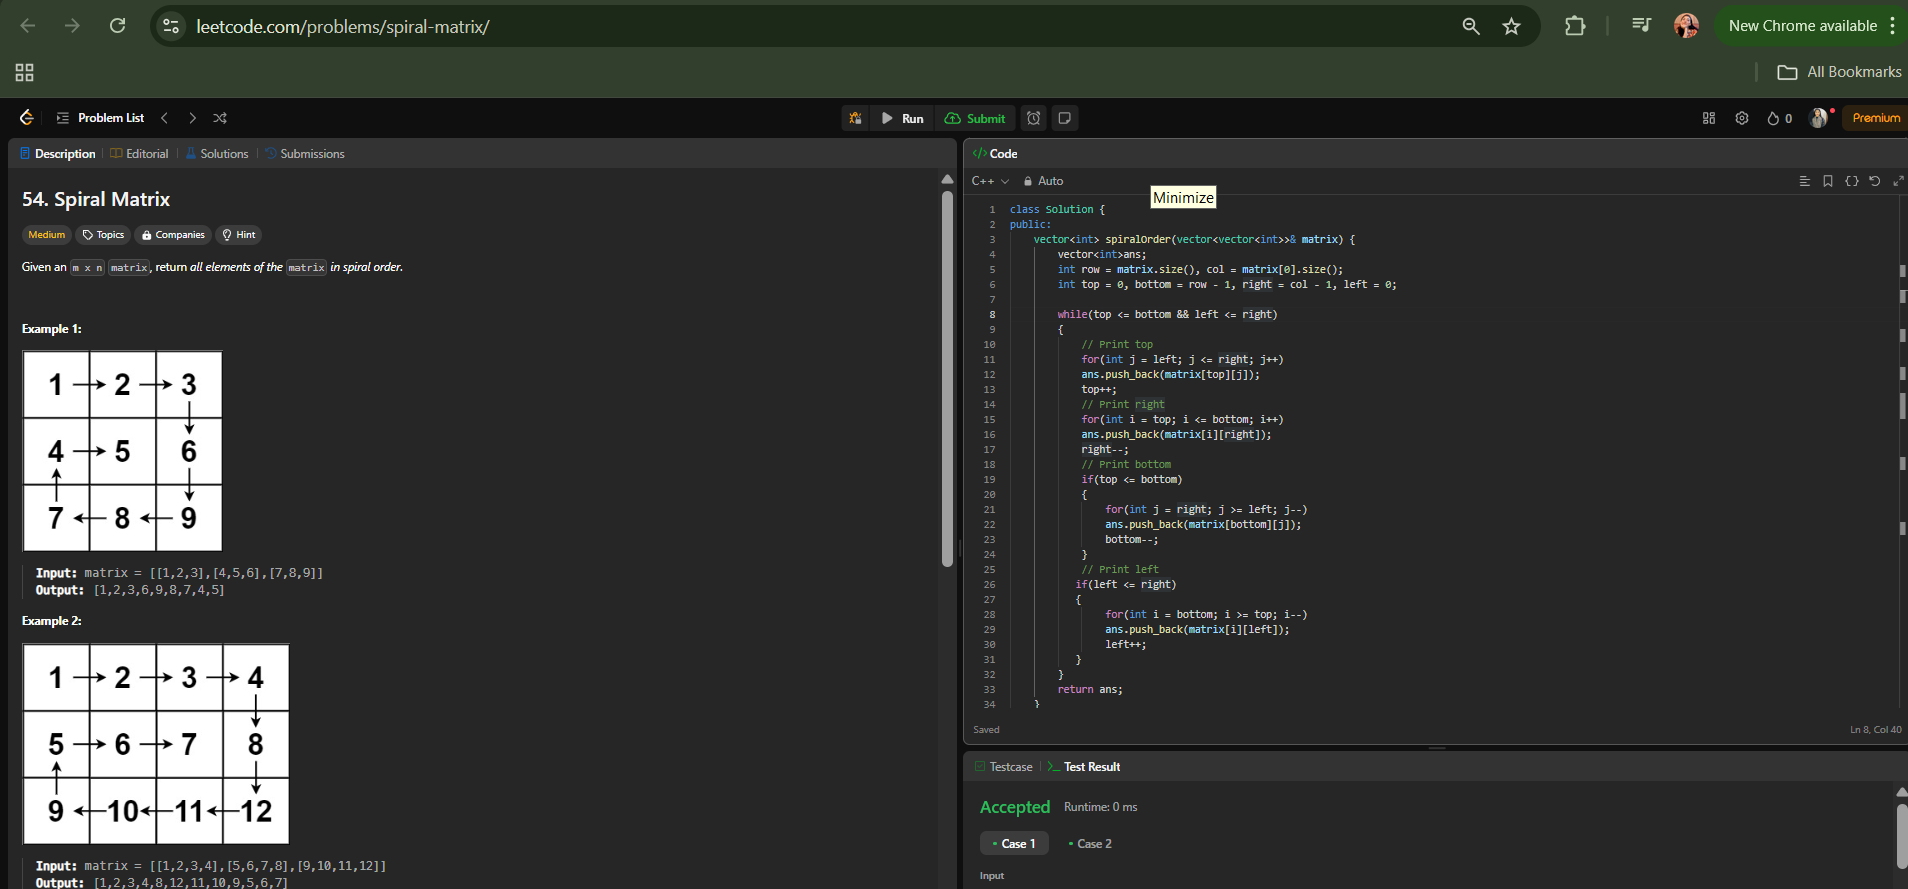 leetcode.com/problems/spiral-matrix/
New Chrome available
All Bookmarks
Problem List
Run
Submit
0
Premium
Description
Editorial
Solutions
Submissions
54. Spiral Matrix
Medium
Topics
Companies
Hint
Given an m x n matrix, return all elements of the matrix in spiral order.
Example 1:
1 2 3
4 5 6
7 8 9
Input: matrix = [[1,2,3],[4,5,6],[7,8,9]]
Output: [1,2,3,6,9,8,7,4,5]
Example 2:
1 2 3 4
5 6 7 8
9 10 11 12
Input: matrix = [[1,2,3,4],[5,6,7,8],[9,10,11,12]]
Output: [1,2,3,4,8,12,11,10,9,5,6,7]
</> Code
C++
Auto
Minimize
1 class Solution {
2 public:
3 vector<int> spiralOrder(vector<vector<int>>& matrix) {
4 vector<int>ans;
5 int row = matrix.size(), col = matrix[0].size();
6 int top = 0, bottom = row - 1, right = col - 1, left = 0;
7
8 while(top <= bottom && left <= right)
9 {
10 // Print top
11 for(int j = left; j <= right; j++)
12 ans.push_back(matrix[top][j]);
13 top++;
14 // Print right
15 for(int i = top; i <= bottom; i++)
16 ans.push_back(matrix[i][right]);
17 right--;
18 // Print bottom
19 if(top <= bottom)
20 {
21 for(int j = right; j >= left; j--)
22 ans.push_back(matrix[bottom][j]);
23 bottom--;
24 }
25 // Print left
26 if(left <= right)
27 {
28 for(int i = bottom; i >= top; i--)
29 ans.push_back(matrix[i][left]);
30 left++;
31 }
32 }
33 return ans;
34 }
Saved
Ln 8, Col 40
Testcase
>_ Test Result
Accepted
Runtime: 0 ms
Case 1
Case 2
Input